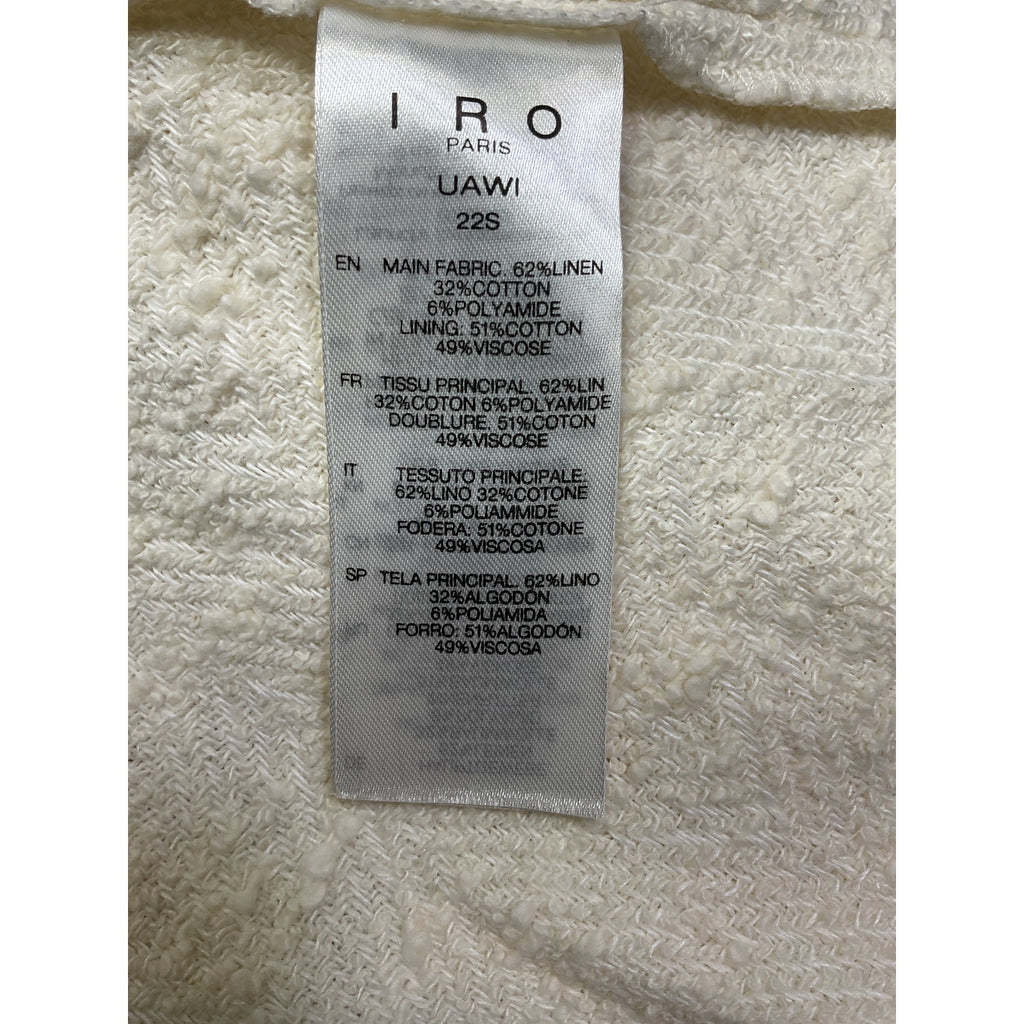 I R O
PARIS
UAWI
22S
EN MAIN FABRIC. 62%LINEN
32%COTTON
6%POLYAMIDE
LINING: 51%COTTON
49%VISCOSE
FR TISSU PRINCIPAL. 62%LIN
32%COTON 6%POLYAMIDE
DOUBLURE. 51%COTON
49%VISCOSE
IT TESSUTO PRINCIPALE.
62%LINO 32%COTONE
6%POLIAMMIDE
FODERA: 51%COTONE
49%VISCOSA
SP TELA PRINCIPAL. 62%LINO
32%ALGODÓN
6%POLIAMIDA
FORRO: 51%ALGODÓN
49%VISCOSA